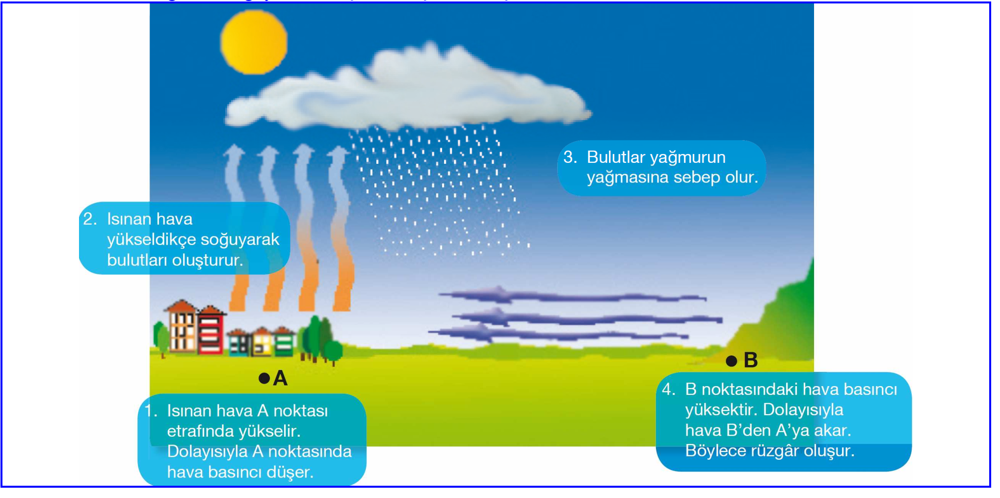 3. Bulutlar yağmurun
yağmasına sebep olur.
2. Isınan hava
yükseldikçe soğuyarak
bulutları oluşturur.
B
A
1. Isınan hava A noktası
etrafında yükselir.
Dolayısıyla A noktasında
hava basıncı düşer.
4. B noktasındaki hava basıncı
yüksektir. Dolayısıyla
hava B’den A’ya akar.
Böylece rüzgâr oluşur.